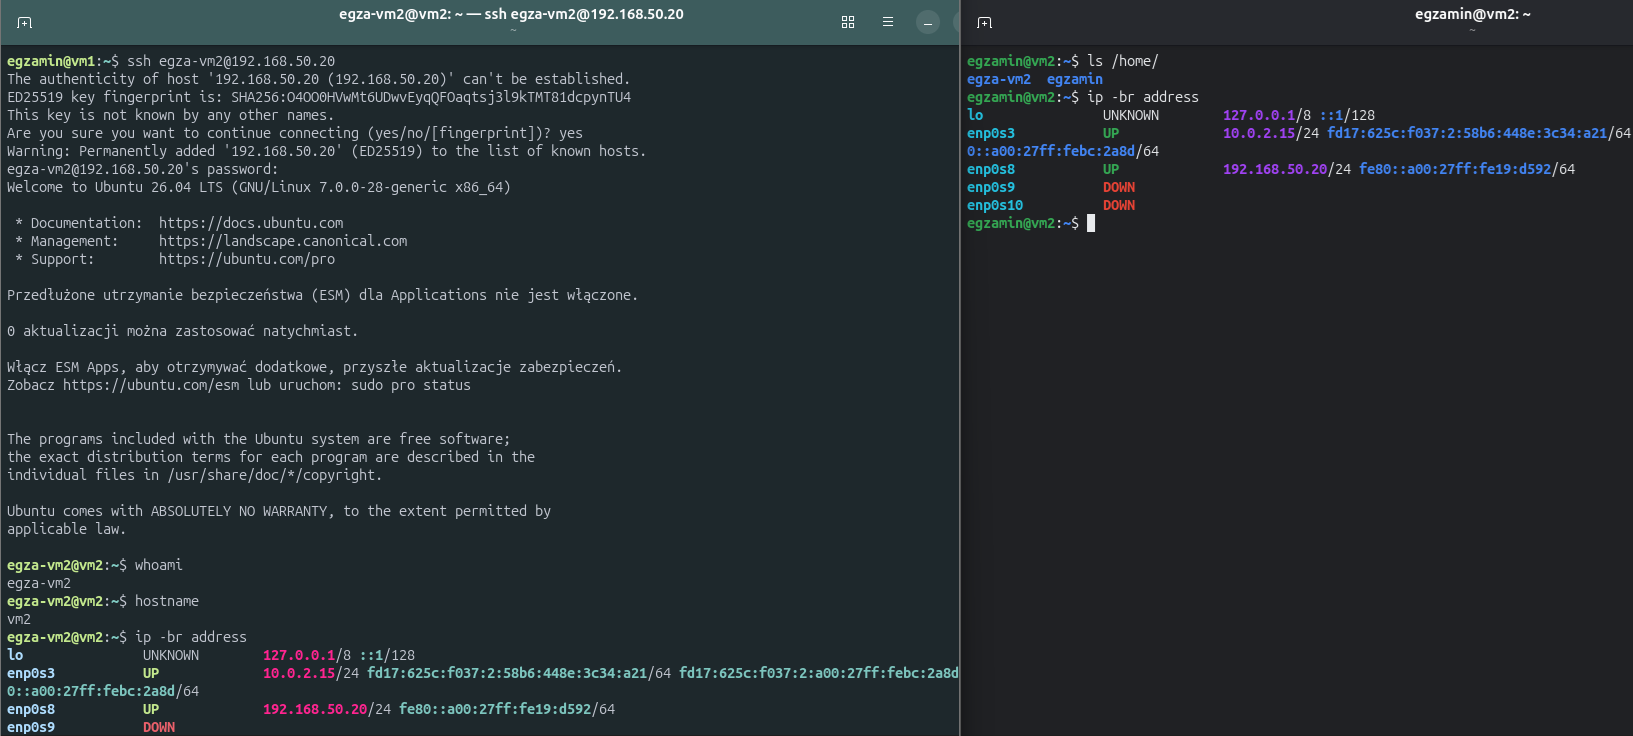 egza-vm2@vm2: ~ — ssh egza-vm2@192.168.50.20
~
egzamin@vm1:~$ ssh egza-vm2@192.168.50.20
The authenticity of host '192.168.50.20 (192.168.50.20)' can't be established.
ED25519 key fingerprint is: SHA256:O4OO0HVwMt6UDwvEyqQFOaqtsj3l9kTMT81dcpynTU4
This key is not known by any other names.
Are you sure you want to continue connecting (yes/no/[fingerprint])? yes
Warning: Permanently added '192.168.50.20' (ED25519) to the list of known hosts.
egza-vm2@192.168.50.20's password:
Welcome to Ubuntu 26.04 LTS (GNU/Linux 7.0.0-28-generic x86_64)
* Documentation:  https://docs.ubuntu.com
* Management:     https://landscape.canonical.com
* Support:        https://ubuntu.com/pro
Przedłużone utrzymanie bezpieczeństwa (ESM) dla Applications nie jest włączone.
0 aktualizacji można zastosować natychmiast.
Włącz ESM Apps, aby otrzymywać dodatkowe, przyszłe aktualizacje zabezpieczeń.
Zobacz https://ubuntu.com/esm lub uruchom: sudo pro status
The programs included with the Ubuntu system are free software;
the exact distribution terms for each program are described in the
individual files in /usr/share/doc/*/copyright.
Ubuntu comes with ABSOLUTELY NO WARRANTY, to the extent permitted by
applicable law.
egza-vm2@vm2:~$ whoami
egza-vm2
egza-vm2@vm2:~$ hostname
vm2
egza-vm2@vm2:~$ ip -br address
lo               UNKNOWN        127.0.0.1/8 ::1/128
enp0s3           UP             10.0.2.15/24 fd17:625c:f037:2:58b6:448e:3c34:a21/64 fd17:625c:f037:2:a00:27ff:febc:2a8d
0::a00:27ff:febc:2a8d/64
enp0s8           UP             192.168.50.20/24 fe80::a00:27ff:fe19:d592/64
enp0s9           DOWN
egzamin@vm2: ~
~
egzamin@vm2:~$ ls /home/
egza-vm2  egzamin
egzamin@vm2:~$ ip -br address
lo               UNKNOWN        127.0.0.1/8 ::1/128
enp0s3           UP             10.0.2.15/24 fd17:625c:f037:2:58b6:448e:3c34:a21/64
0::a00:27ff:febc:2a8d/64
enp0s8           UP             192.168.50.20/24 fe80::a00:27ff:fe19:d592/64
enp0s9           DOWN
enp0s10          DOWN
egzamin@vm2:~$